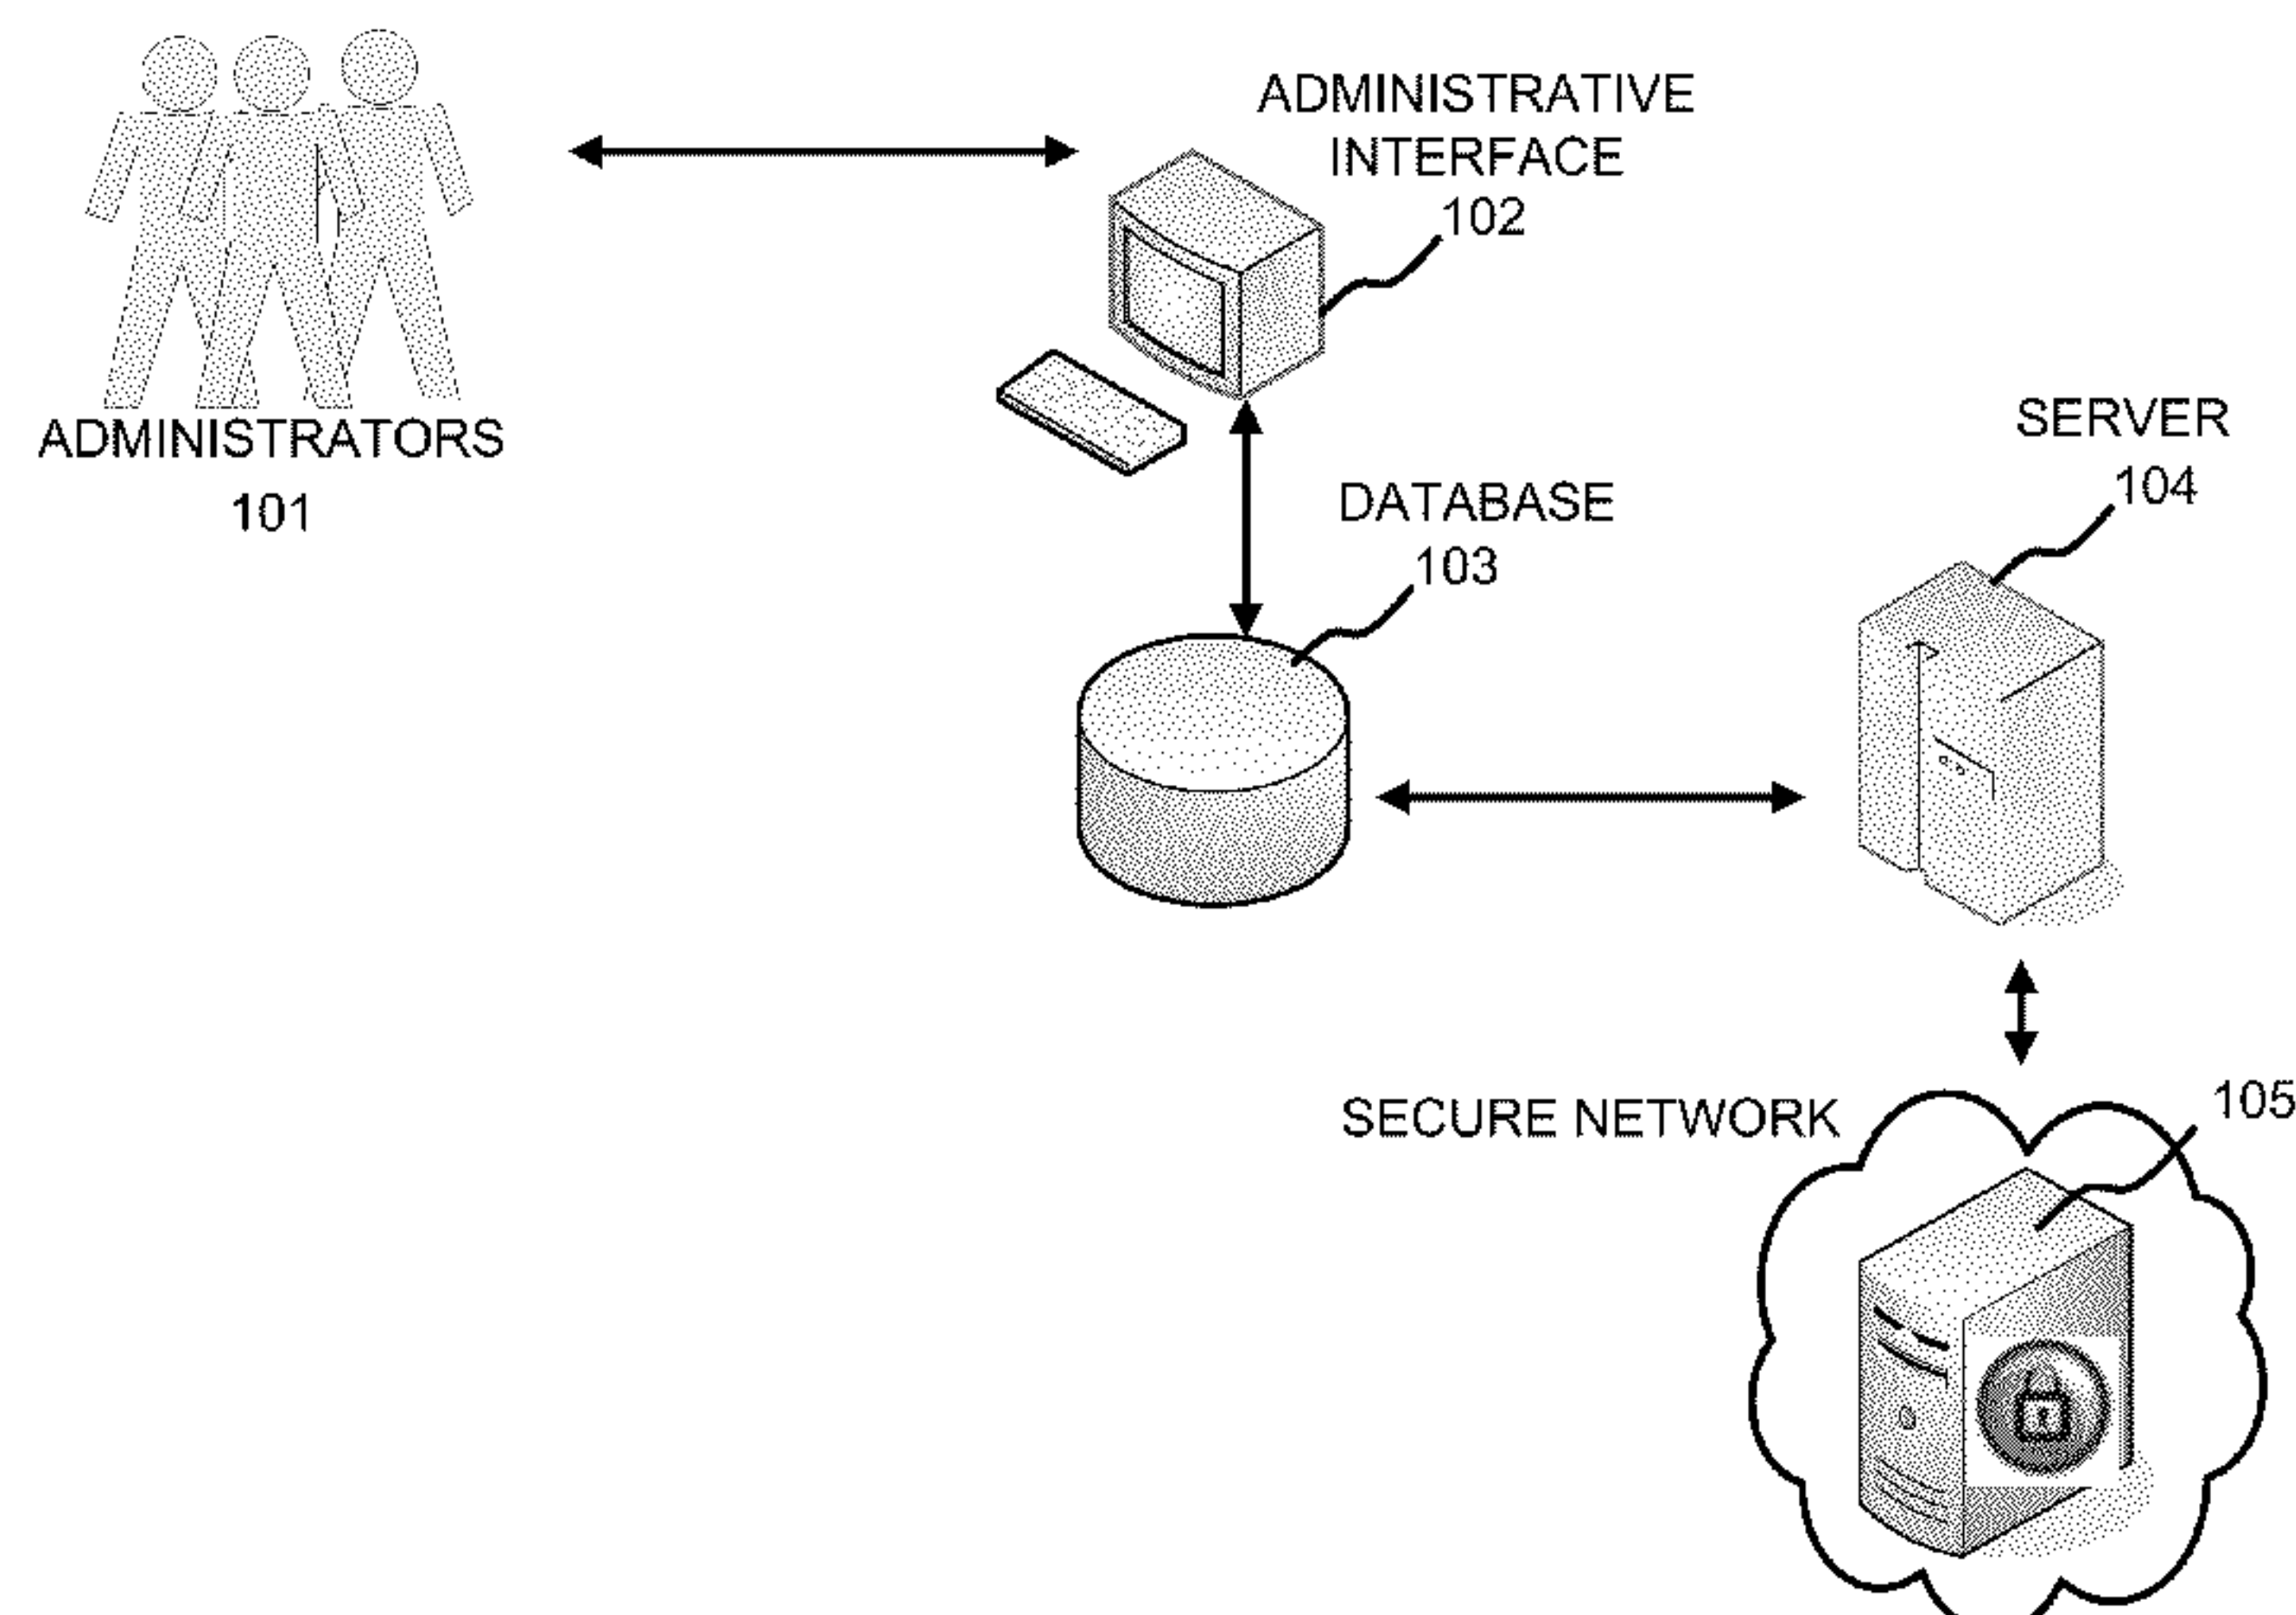 ADMINISTRATORS
101
ADMINISTRATIVE
INTERFACE
102
DATABASE
103
SERVER
104
SECURE NETWORK
105